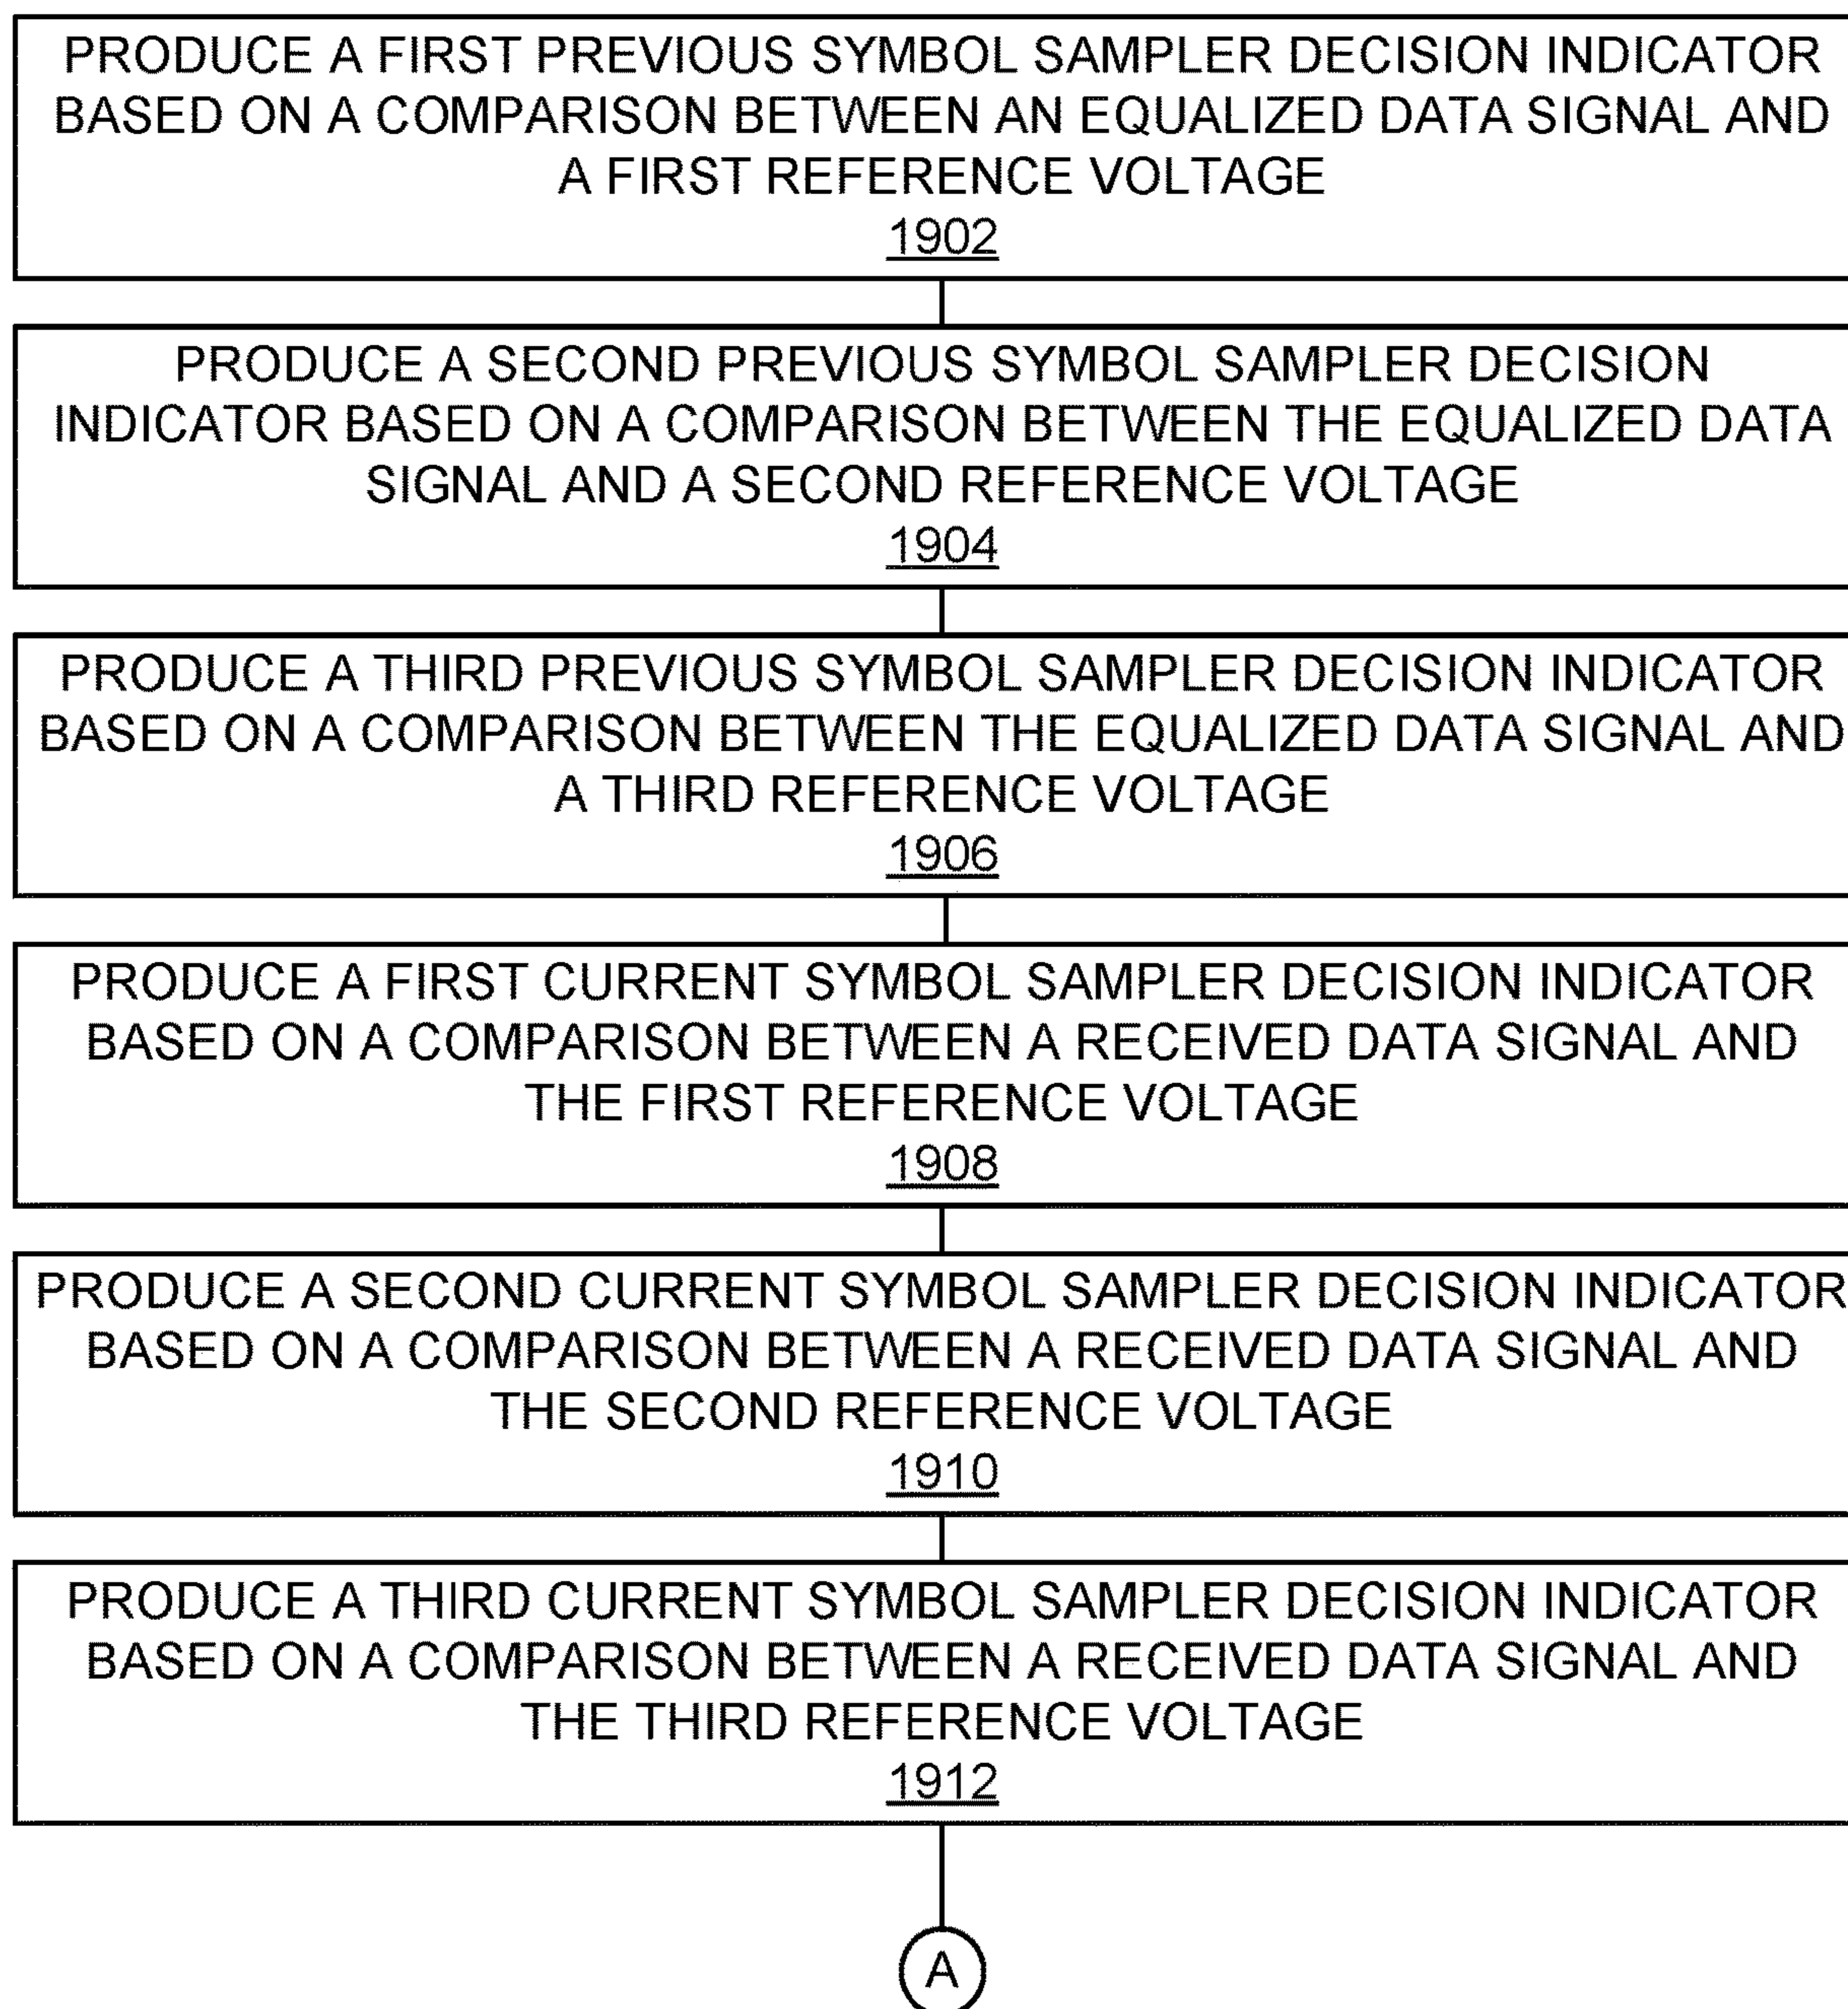 PRODUCE A FIRST PREVIOUS SYMBOL SAMPLER DECISION INDICATOR
BASED ON A COMPARISON BETWEEN AN EQUALIZED DATA SIGNAL AND
A FIRST REFERENCE VOLTAGE
1902
PRODUCE A SECOND PREVIOUS SYMBOL SAMPLER DECISION
INDICATOR BASED ON A COMPARISON BETWEEN THE EQUALIZED DATA
SIGNAL AND A SECOND REFERENCE VOLTAGE
1904
PRODUCE A THIRD PREVIOUS SYMBOL SAMPLER DECISION INDICATOR
BASED ON A COMPARISON BETWEEN THE EQUALIZED DATA SIGNAL AND
A THIRD REFERENCE VOLTAGE
1906
PRODUCE A FIRST CURRENT SYMBOL SAMPLER DECISION INDICATOR
BASED ON A COMPARISON BETWEEN A RECEIVED DATA SIGNAL AND
THE FIRST REFERENCE VOLTAGE
1908
PRODUCE A SECOND CURRENT SYMBOL SAMPLER DECISION INDICATOR
BASED ON A COMPARISON BETWEEN A RECEIVED DATA SIGNAL AND
THE SECOND REFERENCE VOLTAGE
1910
PRODUCE A THIRD CURRENT SYMBOL SAMPLER DECISION INDICATOR
BASED ON A COMPARISON BETWEEN A RECEIVED DATA SIGNAL AND
THE THIRD REFERENCE VOLTAGE
1912
A